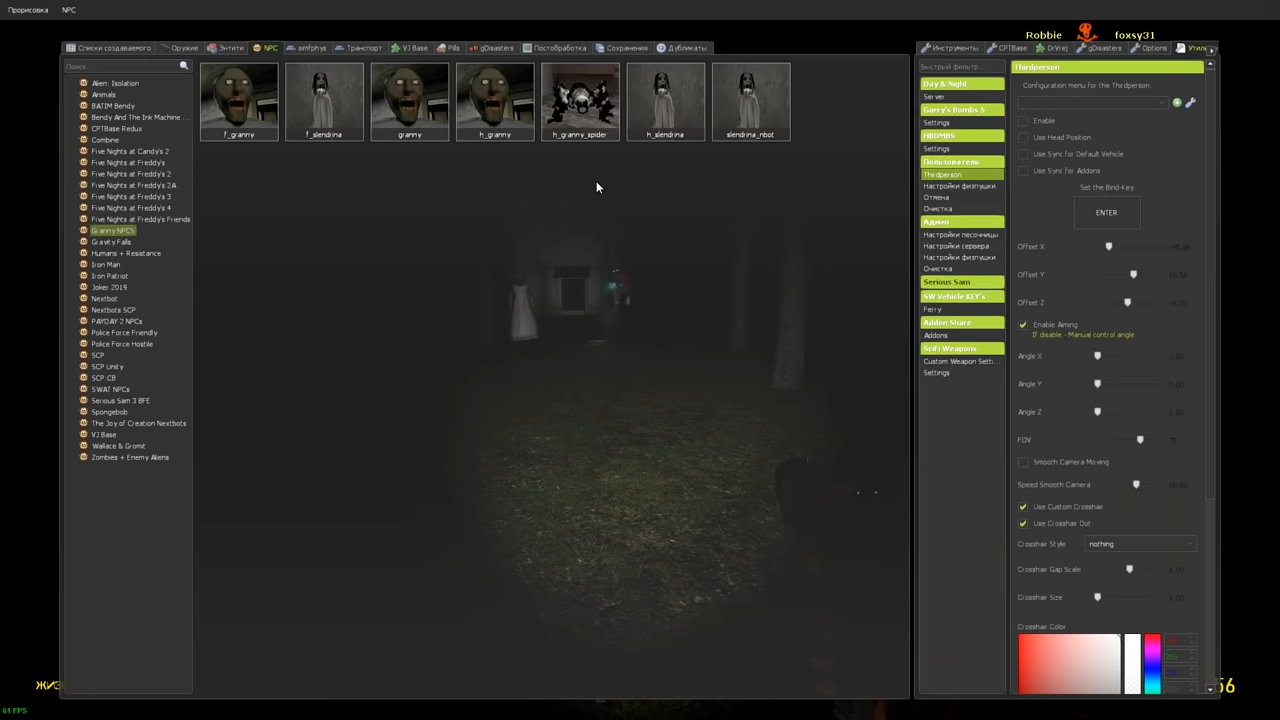 Прорисовка NPC
Robbie foxsy31
Списки создаваемого Оружие Энтити NPC simfphys Транспорт VJ Base Pills gDisasters Постобработка Сохранения Дубликаты
Поиск...
Alien: Isolation
Animals
BATIM Bendy
Bendy And The Ink Machine ...
CPTBase Redux
Combine
Five Nights at Candy's 2
Five Nights at Freddy's
Five Nights at Freddy's 2
Five Nights at Freddy's 2A
Five Nights at Freddy's 3
Five Nights at Freddy's 4
Five Nights at Freddy's Friends
Granny NPCS
Gravity Falls
Humans + Resistance
Iron Man
Iron Patriot
Joker 2019
Nextbot
Nextbots SCP
PAYDAY 2 NPCs
Police Force Friendly
Police Force Hostile
SCP
SCP Unity
SCP:CB
SWAT NPCs
Serious Sam 3 BFE
Spongebob
The Joy of Creation Nextbots
VJ Base
Wallace & Gromit
Zombies + Enemy Aliens
f_granny f_slendrina granny h_granny h_granny_spider h_slendrina slendrina_nbot
Инструменты CPTBase DrVrej gDisasters Options Утил
Быстрый фильтр...
Day & Night
Server
Garry's Bombs 5
Settings
HBOMBS
Settings
Пользователь
Thirdperson
Настройки физпушки
Отмена
Очистка
Админ
Настройки песочницы
Настройки сервера
Настройки физпушки
Очистка
Serious Sam
SW Vehicle KEY's
Ferry
Addon Share
Addons
SciFi Weapons
Custom Weapon Setti...
Settings
Thirdperson
Configuration menu for the Thirdperson.
Enable
Use Head Position
Use Sync for Default Vehicle
Use Sync for Addons
Set the Bind-Key
ENTER
Offset X
Offset Y
Offset Z
Enable Aiming
If disable - Manual control angle
Angle X 0.00
Angle Y 0.00
Angle Z 0.00
FOV 75
Smooth Camera Moving
Speed Smooth Camera 60.00
Use Custom Crosshair
Use Crosshair Dot
Crosshair Style nothing
Crosshair Gap Scale
Crosshair Size
Crosshair Color
61 FPS